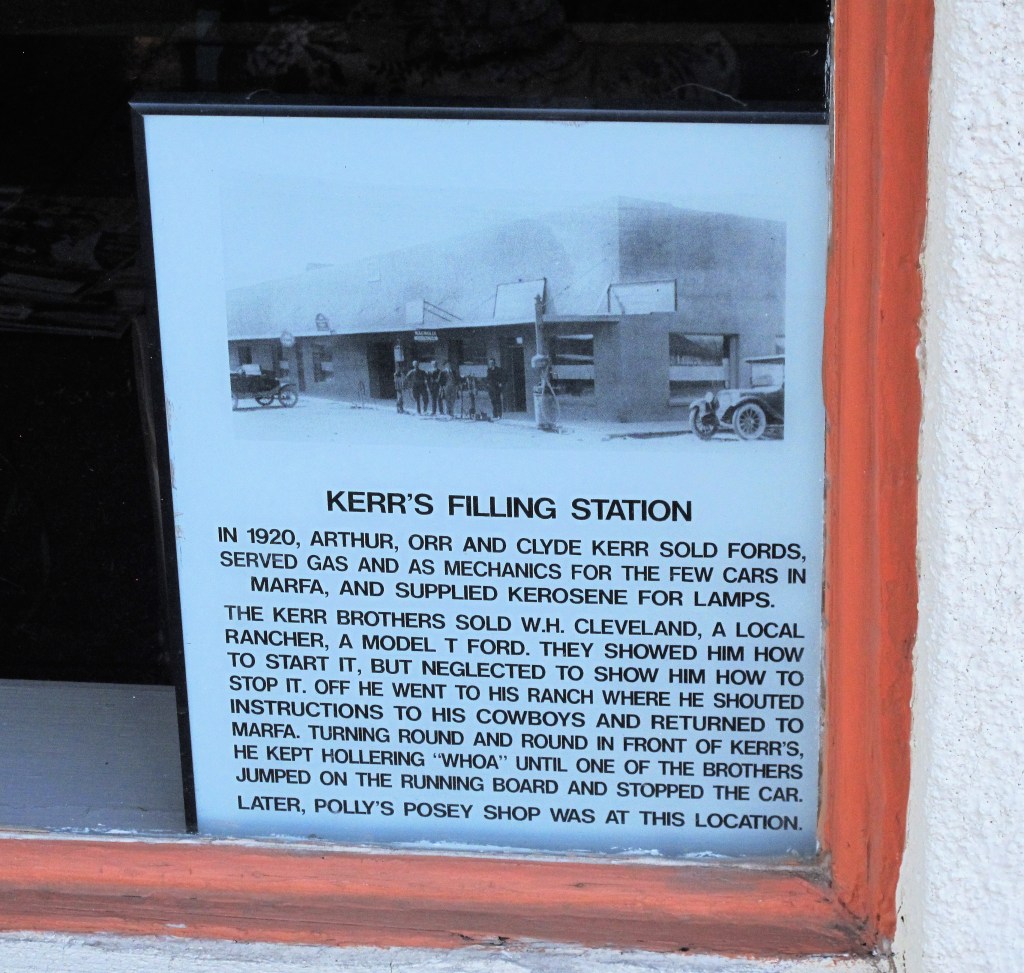 KERR'S FILLING STATION
IN 1920, ARTHUR, ORR AND CLYDE KERR SOLD FORDS,
SERVED GAS AND AS MECHANICS FOR THE FEW CARS IN
MARFA, AND SUPPLIED KEROSENE FOR LAMPS.
THE KERR BROTHERS SOLD W.H. CLEVELAND, A LOCAL
RANCHER, A MODEL T FORD. THEY SHOWED HIM HOW
TO START IT, BUT NEGLECTED TO SHOW HIM HOW TO
STOP IT. OFF HE WENT TO HIS RANCH WHERE HE SHOUTED
INSTRUCTIONS TO HIS COWBOYS AND RETURNED TO
MARFA. TURNING ROUND AND ROUND IN FRONT OF KERR'S,
HE KEPT HOLLERING "WHOA" UNTIL ONE OF THE BROTHERS
JUMPED ON THE RUNNING BOARD AND STOPPED THE CAR.
LATER, POLLY'S POSEY SHOP WAS AT THIS LOCATION.